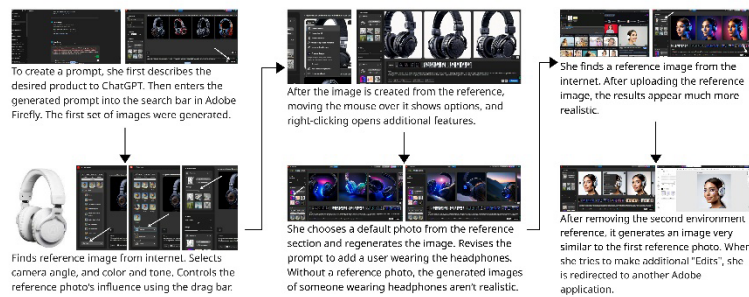 To create a prompt, she first describes the
desired product to ChatGPT. Then enters the
generated prompt into the search bar in Adobe
Firefly. The first set of images were generated.
Finds reference image from internet. Selects
camera angle, and color and tone. Controls the
reference photo's influence using the drag bar.
After the image is created from the reference,
moving the mouse over it shows options, and
right-clicking opens additional features.
She chooses a default photo from the reference
section and regenerates the image. Revises the
prompt to add a user wearing the headphones.
Without a reference photo, the generated images
of someone wearing headphones aren't realistic.
She finds a reference image from the
internet. After uploading the reference
image, the results appear much more
realistic.
After removing the second environment
reference, it generates an image very
similar to the first reference photo. When
she tries to make additional "Edits", she
is redirected to another Adobe
application.